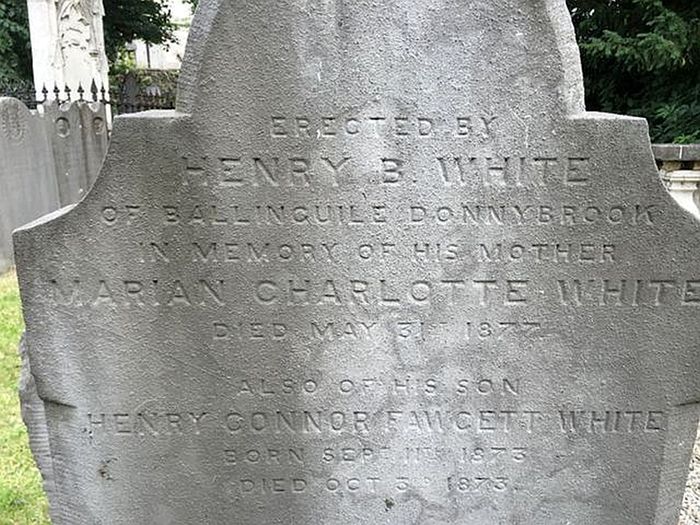 ERECTED BY
HENRY B. WHITE
OF BALLINGUILE DONNYBROOK
IN MEMORY OF HIS MOTHER
MARIAN CHARLOTTE WHITE
DIED MAY 31ST 1877.
ALSO OF HIS SON
HENRY CONNOR FAWCETT WHITE
BORN SEPT 11TH 1873
DIED OCT 3D 1873.